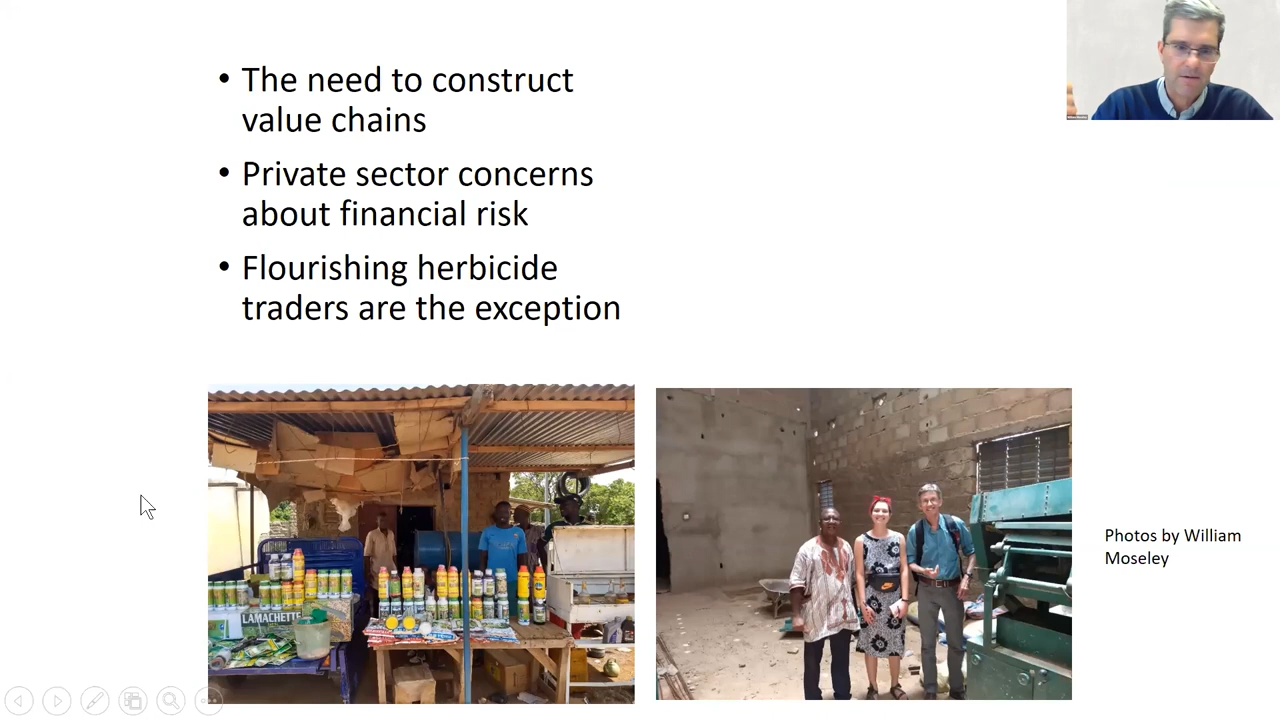 • The need to construct
value chains
• Private sector concerns
about financial risk
• Flourishing herbicide
traders are the exception
LAMACHETTE
Photos by William
Moseley